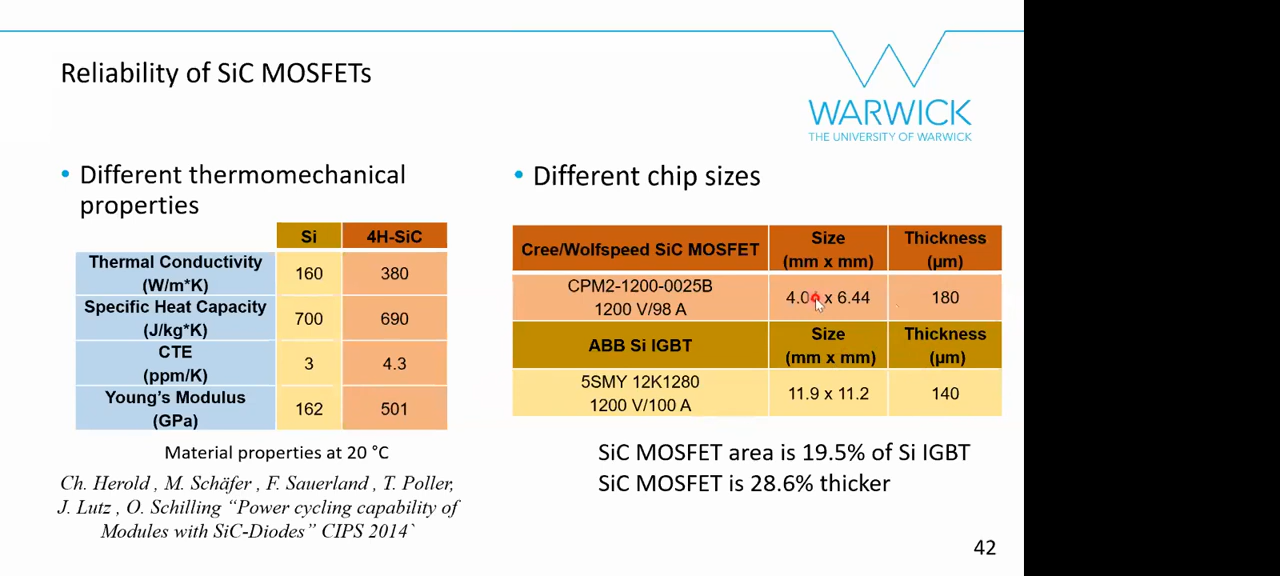 Reliability of SiC MOSFETs
WARWICK
THE UNIVERSITY OF WARWICK
• Different thermomechanical
properties
Si 4H-SiC
Thermal Conductivity
(W/m*K) 160 380
Specific Heat Capacity
(J/kg*K) 700 690
CTE
(ppm/K) 3 4.3
Young's Modulus
(GPa) 162 501
Material properties at 20 °C
Ch. Herold , M. Schäfer , F. Sauerland , T. Poller,
J. Lutz , O. Schilling “Power cycling capability of
Modules with SiC-Diodes” CIPS 2014`
• Different chip sizes
Cree/Wolfspeed SiC MOSFET Size Thickness
(mm x mm) (µm)
CPM2-1200-0025B
1200 V/98 A x 6.44 180
ABB Si IGBT Size Thickness
(mm x mm) (µm)
5SMY 12K1280
1200 V/100 A 11.9 x 11.2 140
SiC MOSFET area is 19.5% of Si IGBT
SiC MOSFET is 28.6% thicker
42